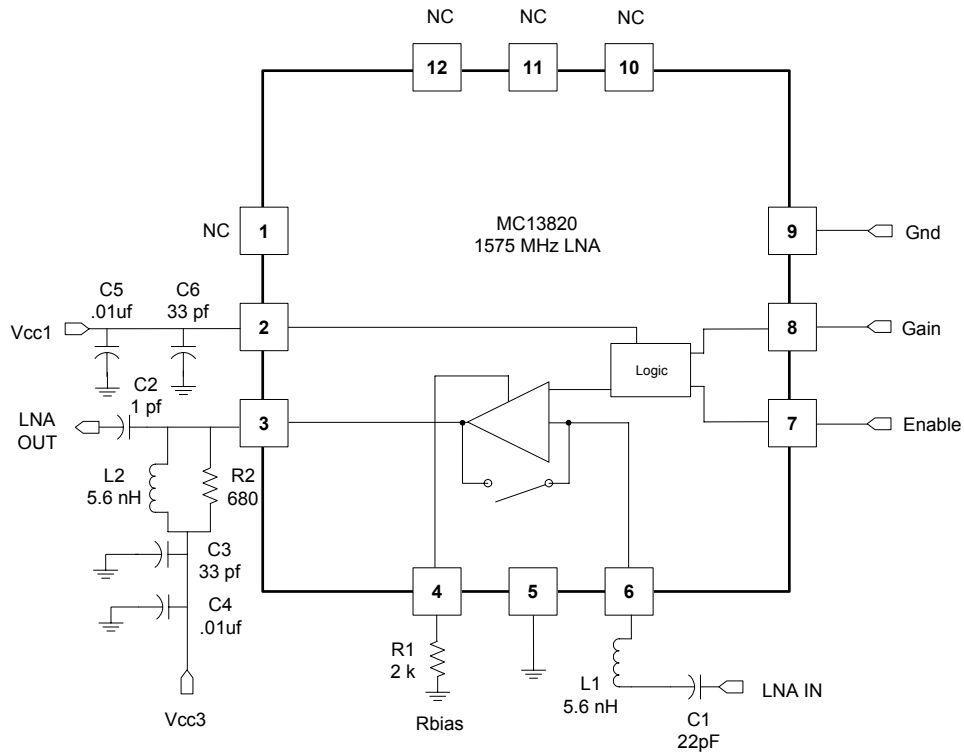 NC
NC
NC
12
11
10
NC
1
MC13820
1575 MHz LNA
9
Gnd
C5
.01uf
C6
33 pf
Vcc1
2
8
Gain
Logic
C2
1 pf
LNA
OUT
3
7
Enable
L2
5.6 nH
R2
680
C3
33 pf
C4
.01uf
4
5
6
R1
2 k
Rbias
L1
5.6 nH
LNA IN
C1
22pF
Vcc3